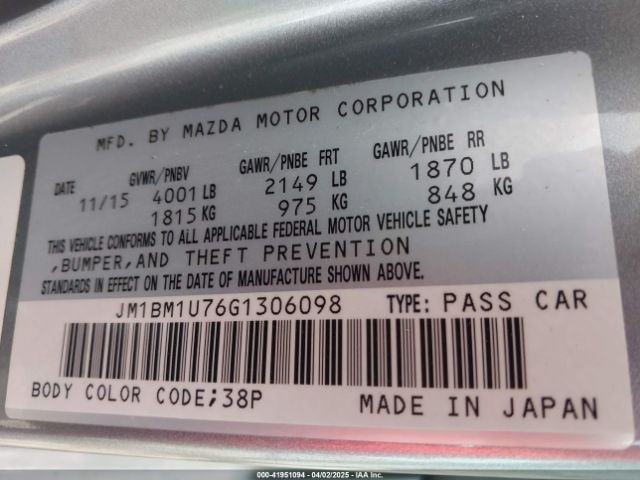 MFD. BY MAZDA MOTOR CORPORATION
DATE GVWR/PNBV GAWR/PNBE FRT GAWR/PNBE RR
11/15 4001 LB 2149 LB 1870 LB
1815 KG 975 KG 848 KG
THIS VEHICLE CONFORMS TO ALL APPLICABLE FEDERAL MOTOR VEHICLE SAFETY
,BUMPER,AND THEFT PREVENTION
STANDARDS IN EFFECT ON THE DATE OF MANUFACTURE SHOWN ABOVE.
JM1BM1U76G1306098 TYPE: PASS CAR
BODY COLOR CODE;38P MADE IN JAPAN
000-41951094 - 04/02/2025 - IAA Inc.